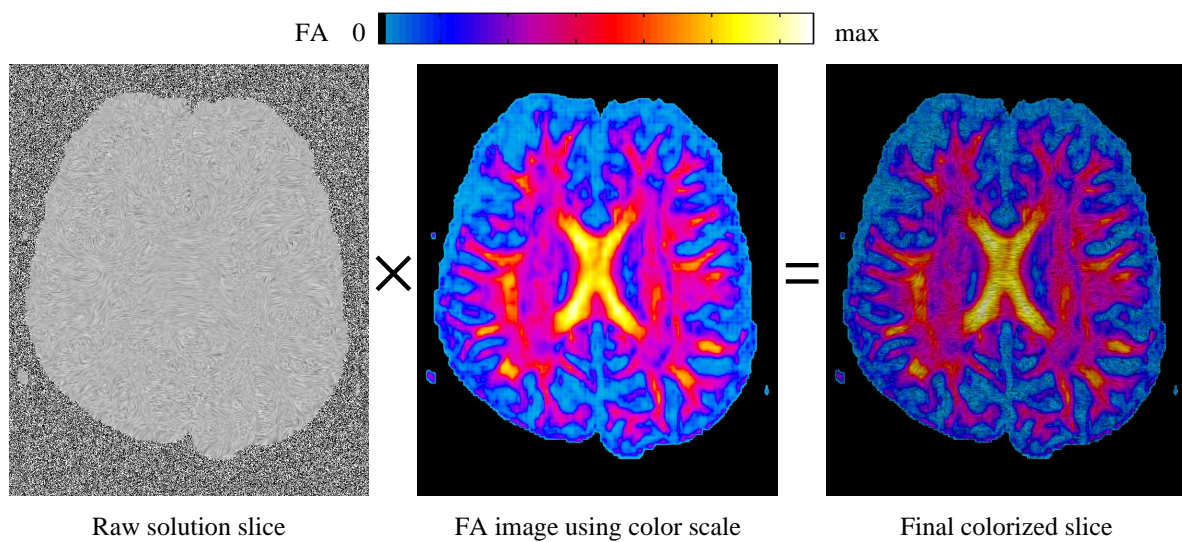 FA 0 max
Raw solution slice
FA image using color scale
Final colorized slice